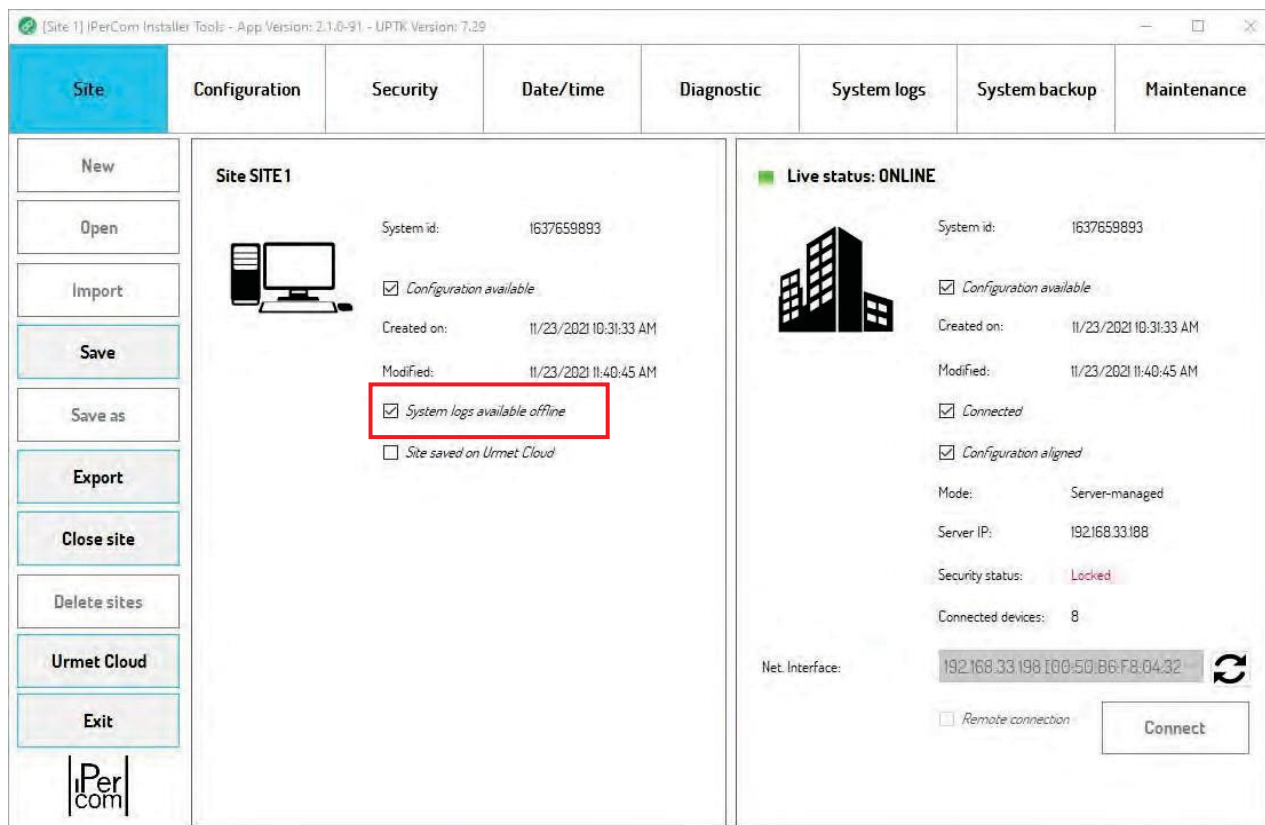 [Site 1] iPerCom Installer Tools - App Version: 2.1.0-91 - UPTK Version: 7.29
Site
Configuration
Security
Date/time
Diagnostic
System logs
System backup
Maintenance
New
Open
Import
Save
Save as
Export
Close site
Delete sites
Urmet Cloud
Exit
iPer
com
Site SITE 1
System id: 1637659893
Configuration available
Created on: 11/23/2021 10:31:33 AM
Modified: 11/23/2021 11:40:45 AM
System logs available offline
Site saved on Urmet Cloud
Live status: ONLINE
System id: 1637659893
Configuration available
Created on: 11/23/2021 10:31:33 AM
Modified: 11/23/2021 11:40:45 AM
Connected
Configuration aligned
Mode: Server-managed
Server IP: 192.168.33.188
Security status: Locked
Connected devices: 8
Net. Interface: 192.168.33.198 [00:50:B6:F8:04:32
Remote connection
Connect